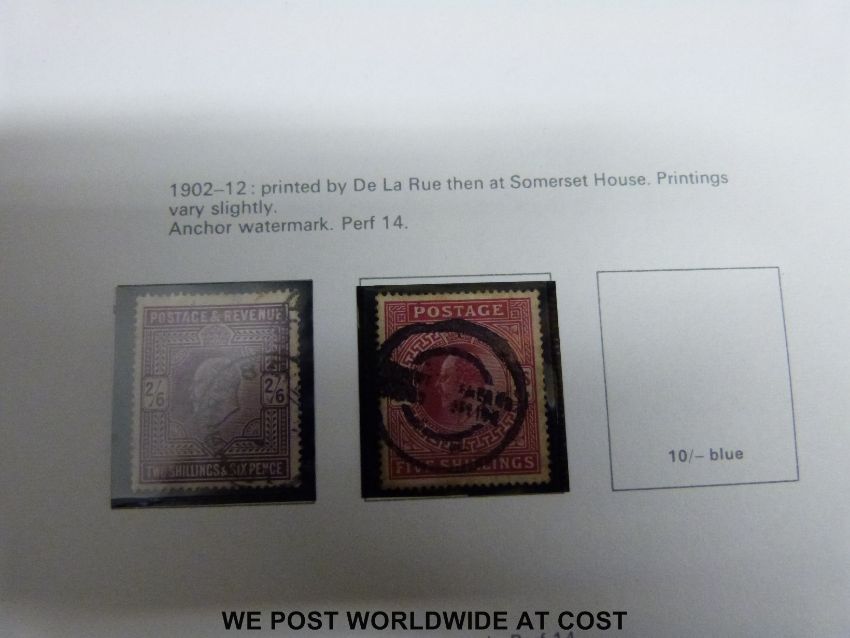 1902–12: printed by De La Rue then at Somerset House. Printings
vary slightly.
Anchor watermark. Perf 14.
POSTAGE & REVENUE
2/6 2/6
TWO SHILLINGS & SIX PENCE
POSTAGE
FIVE SHILLINGS
10/– blue
WE POST WORLDWIDE AT COST
Perf 14